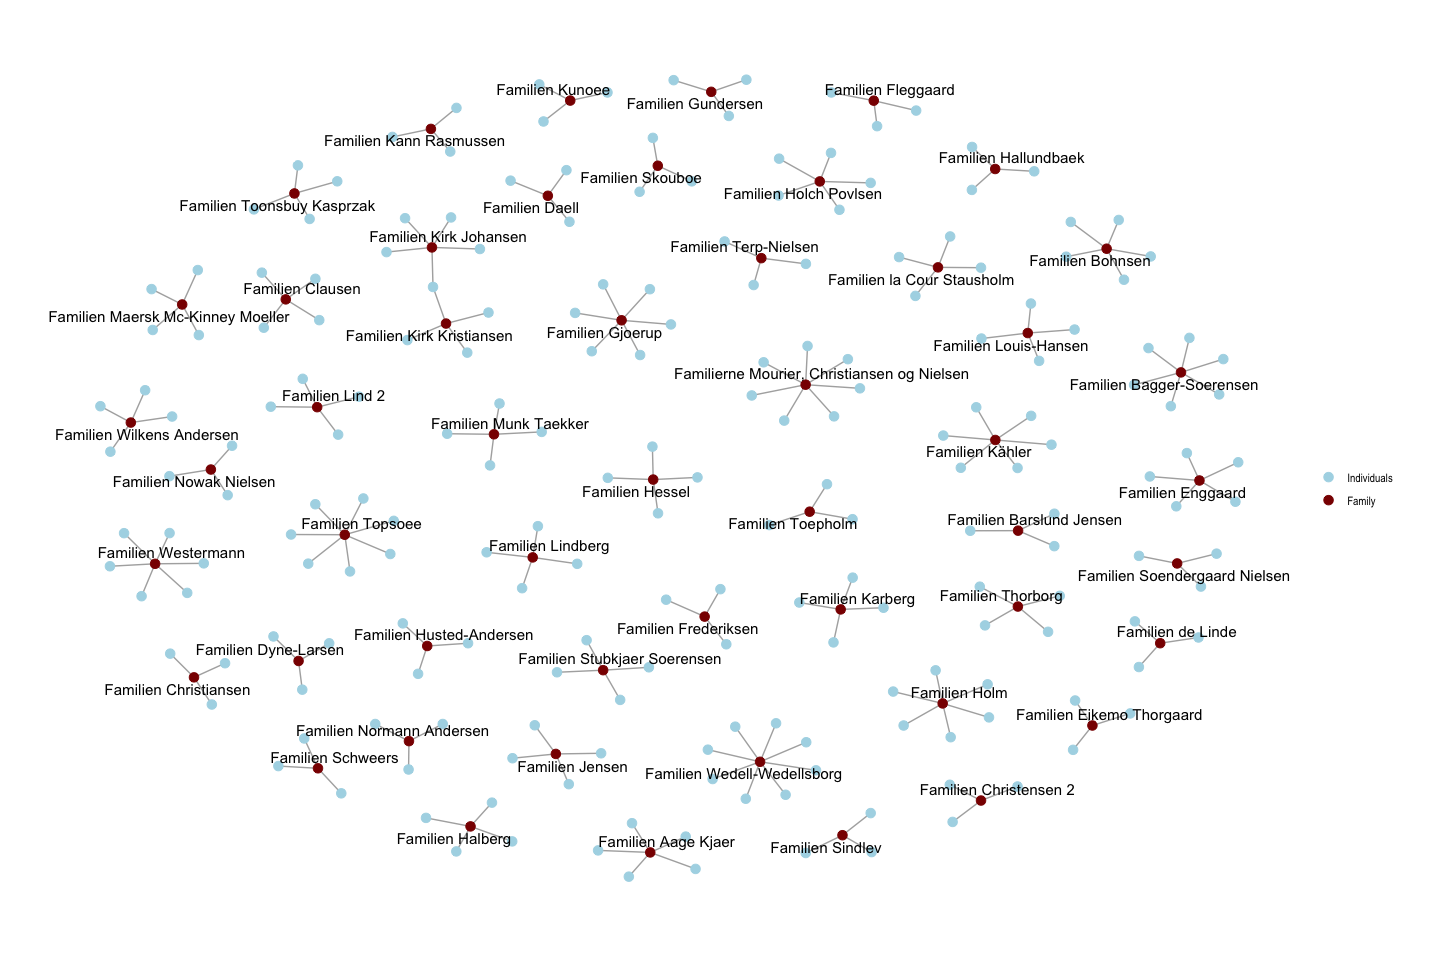 Familien Kunoee
Familien Gundersen
Familien Fleggaard
Familien Kann Rasmussen
Familien Skouboe
Familien Hallundbaek
Familien Holch Povlsen
Familien Toonsbuy Kasprzak
Familien Daell
Familien Kirk Johansen
Familien Terp-Nielsen
Familien Bohnsen
Familien la Cour Stausholm
Familien Clausen
Familien Maersk Mc-Kinney Moeller
Familien Kirk Kristiansen
Familien Gjoerup
Familien Louis-Hansen
Familierne Mourier, Christiansen og Nielsen
Familien Bagger-Soerensen
Familien Lind 2
Familien Munk Taekker
Familien Wilkens Andersen
Familien Kähler
Familien Nowak Nielsen
Familien Hessel
Familien Enggaard
Individuals
Family
Familien Topsoee
Familien Toepholm
Familien Barslund Jensen
Familien Westermann
Familien Lindberg
Familien Soendergaard Nielsen
Familien Karberg
Familien Thorborg
Familien Frederiksen
Familien Husted-Andersen
Familien de Linde
Familien Dyne-Larsen
Familien Stubkjaer Soerensen
Familien Christiansen
Familien Holm
Familien Eikemo Thorgaard
Familien Normann Andersen
Familien Schweers
Familien Jensen
Familien Wedell-Wedellsborg
Familien Christensen 2
Familien Halberg
Familien Aage Kjaer
Familien Sindlev